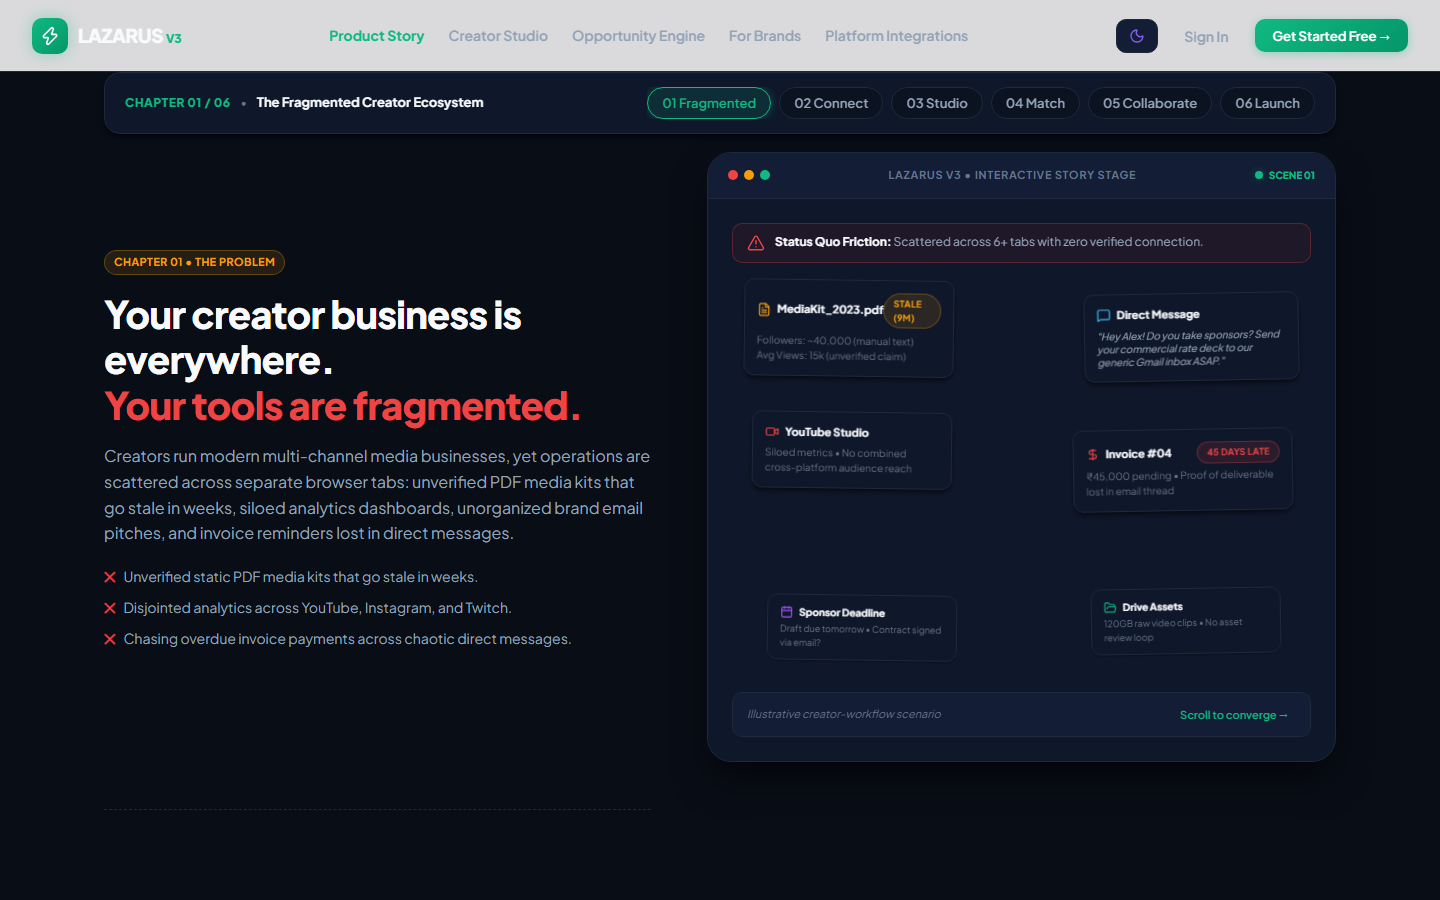 LAZARUS V3
Product Story
Creator Studio
Opportunity Engine
For Brands
Platform Integrations
Sign In
Get Started Free →
CHAPTER 01 / 06 • The Fragmented Creator Ecosystem
01 Fragmented
02 Connect
03 Studio
04 Match
05 Collaborate
06 Launch
CHAPTER 01 • THE PROBLEM
Your creator business is
everywhere.
Your tools are fragmented.
Creators run modern multi-channel media businesses, yet operations are
scattered across separate browser tabs: unverified PDF media kits that
go stale in weeks, siloed analytics dashboards, unorganized brand email
pitches, and invoice reminders lost in direct messages.
Unverified static PDF media kits that go stale in weeks.
Disjointed analytics across YouTube, Instagram, and Twitch.
Chasing overdue invoice payments across chaotic direct messages.
LAZARUS V3 • INTERACTIVE STORY STAGE
SCENE 01
Status Quo Friction: Scattered across 6+ tabs with zero verified connection.
MediaKit_2023.pdf
STALE
(9M)
Followers: ~40,000 (manual text)
Avg Views: 15k (unverified claim)
Direct Message
"Hey Alex! Do you take sponsors? Send
your commercial rate deck to our
generic Gmail inbox ASAP."
YouTube Studio
Siloed metrics • No combined
cross-platform audience reach
Invoice #04
45 DAYS LATE
₹45,000 pending • Proof of deliverable
lost in email thread
Sponsor Deadline
Draft due tomorrow • Contract signed
via email?
Drive Assets
120GB raw video clips • No asset
review loop
Illustrative creator-workflow scenario
Scroll to converge →